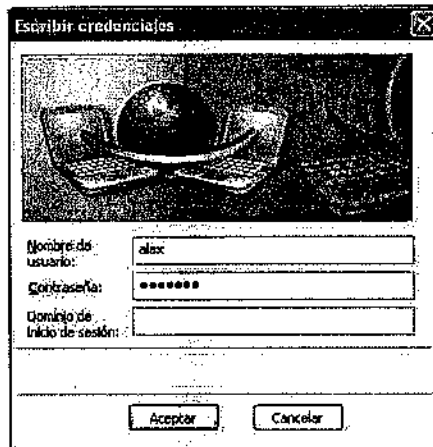 Escribir credenciales
Nombre de
usuario:
alex
Contraseña:
•••••••
Dominio de
inicio de sesión:
Aceptar
Cancelar